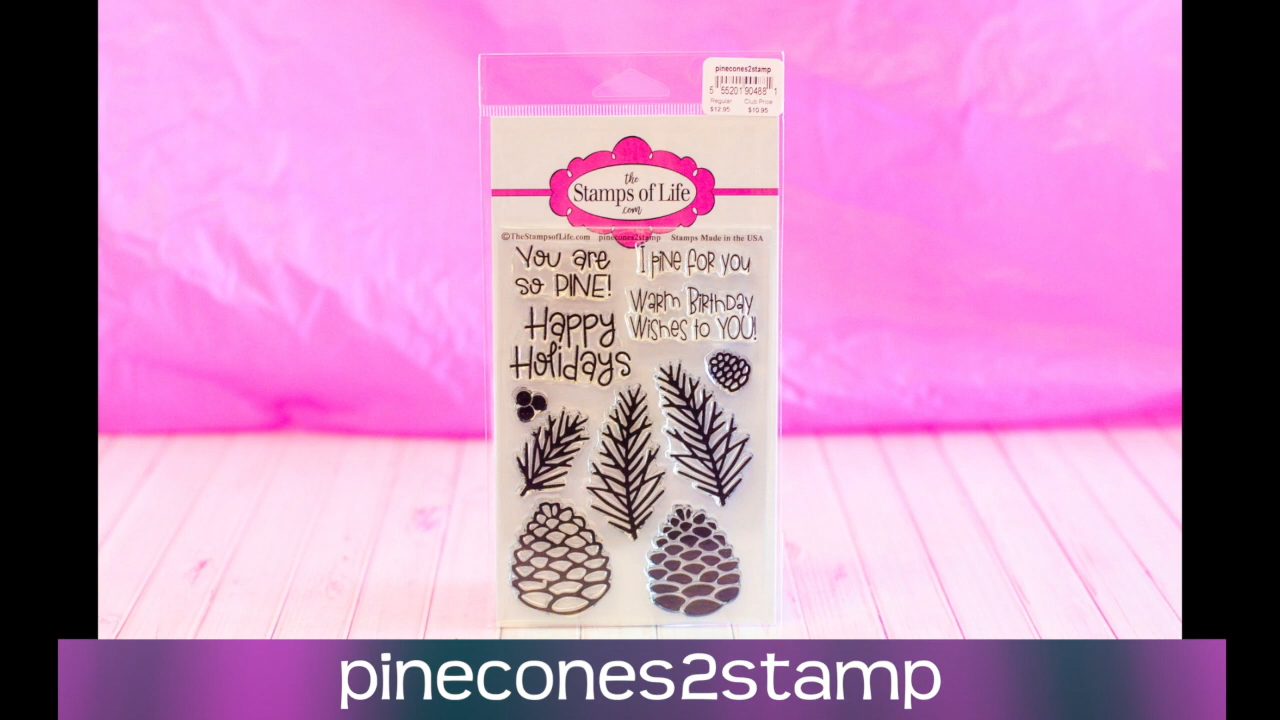 pinecones2stamp
5 55201 90488 1
Regular Club Price
$12.95 $10.95
the
Stamps of Life
.com
©TheStampsofLife.com pinecones2stamp Stamps Made in the USA
You are
so PINE!
I pine for you
Warm Birthday
Wishes to YOU!
Happy
Holidays
pinecones2stamp